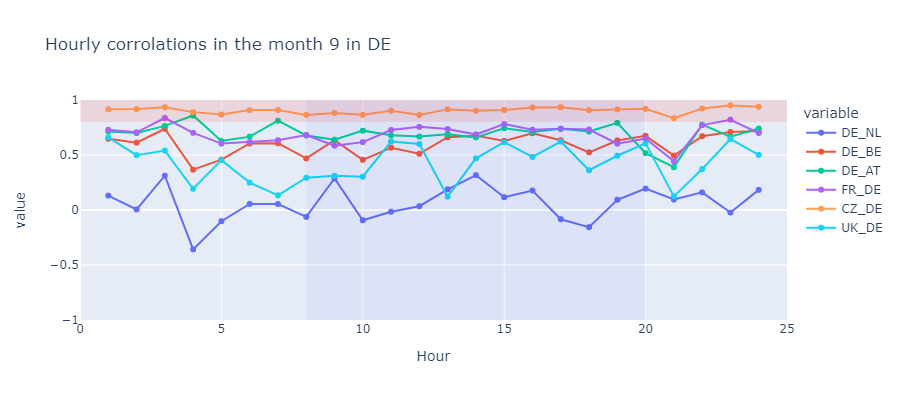 Hourly corrolations in the month 9 in DE
variable
DE_NL
DE_BE
DE_AT
FR_DE
CZ_DE
UK_DE
value
1
0.5
0
−0.5
−1
0 5 10 15 20 25
Hour